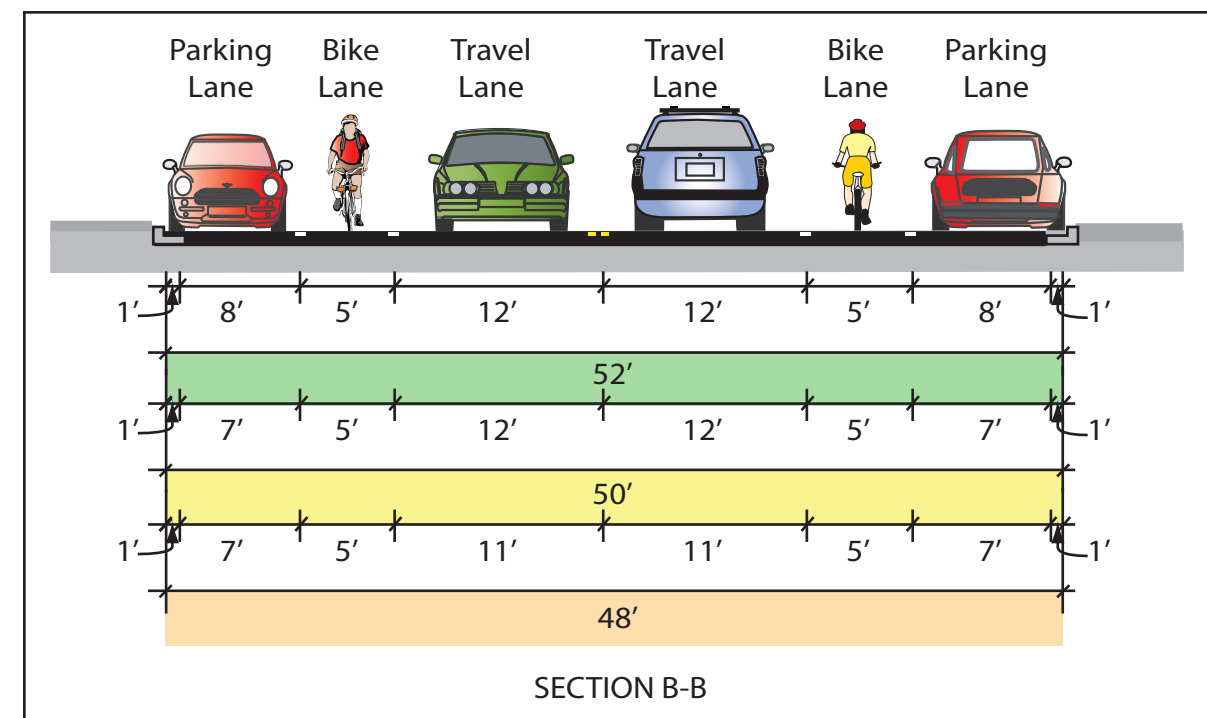 Parking Bike Travel Travel Bike Parking
Lane Lane Lane Lane Lane Lane
1′ 8′ 5′ 12′ 12′ 5′ 8′ 1′
52′
1′ 7′ 5′ 12′ 12′ 5′ 7′ 1′
50′
1′ 7′ 5′ 11′ 11′ 5′ 7′ 1′
48′
SECTION B-B